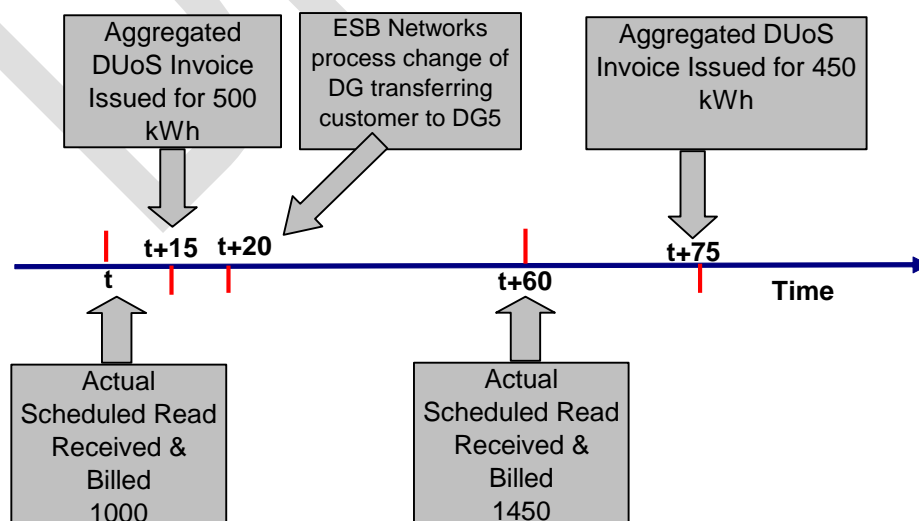 Aggregated
DUoS Invoice
Issued for 500
kWh
ESB Networks
process change of
DG transferring
customer to DG5
Aggregated DUoS
Invoice Issued for 450
kWh
t+15
t+20
t+75
t
t+60
Time
Actual
Scheduled Read
Received &
Billed
1000
Actual
Scheduled Read
Received &
Billed
1450